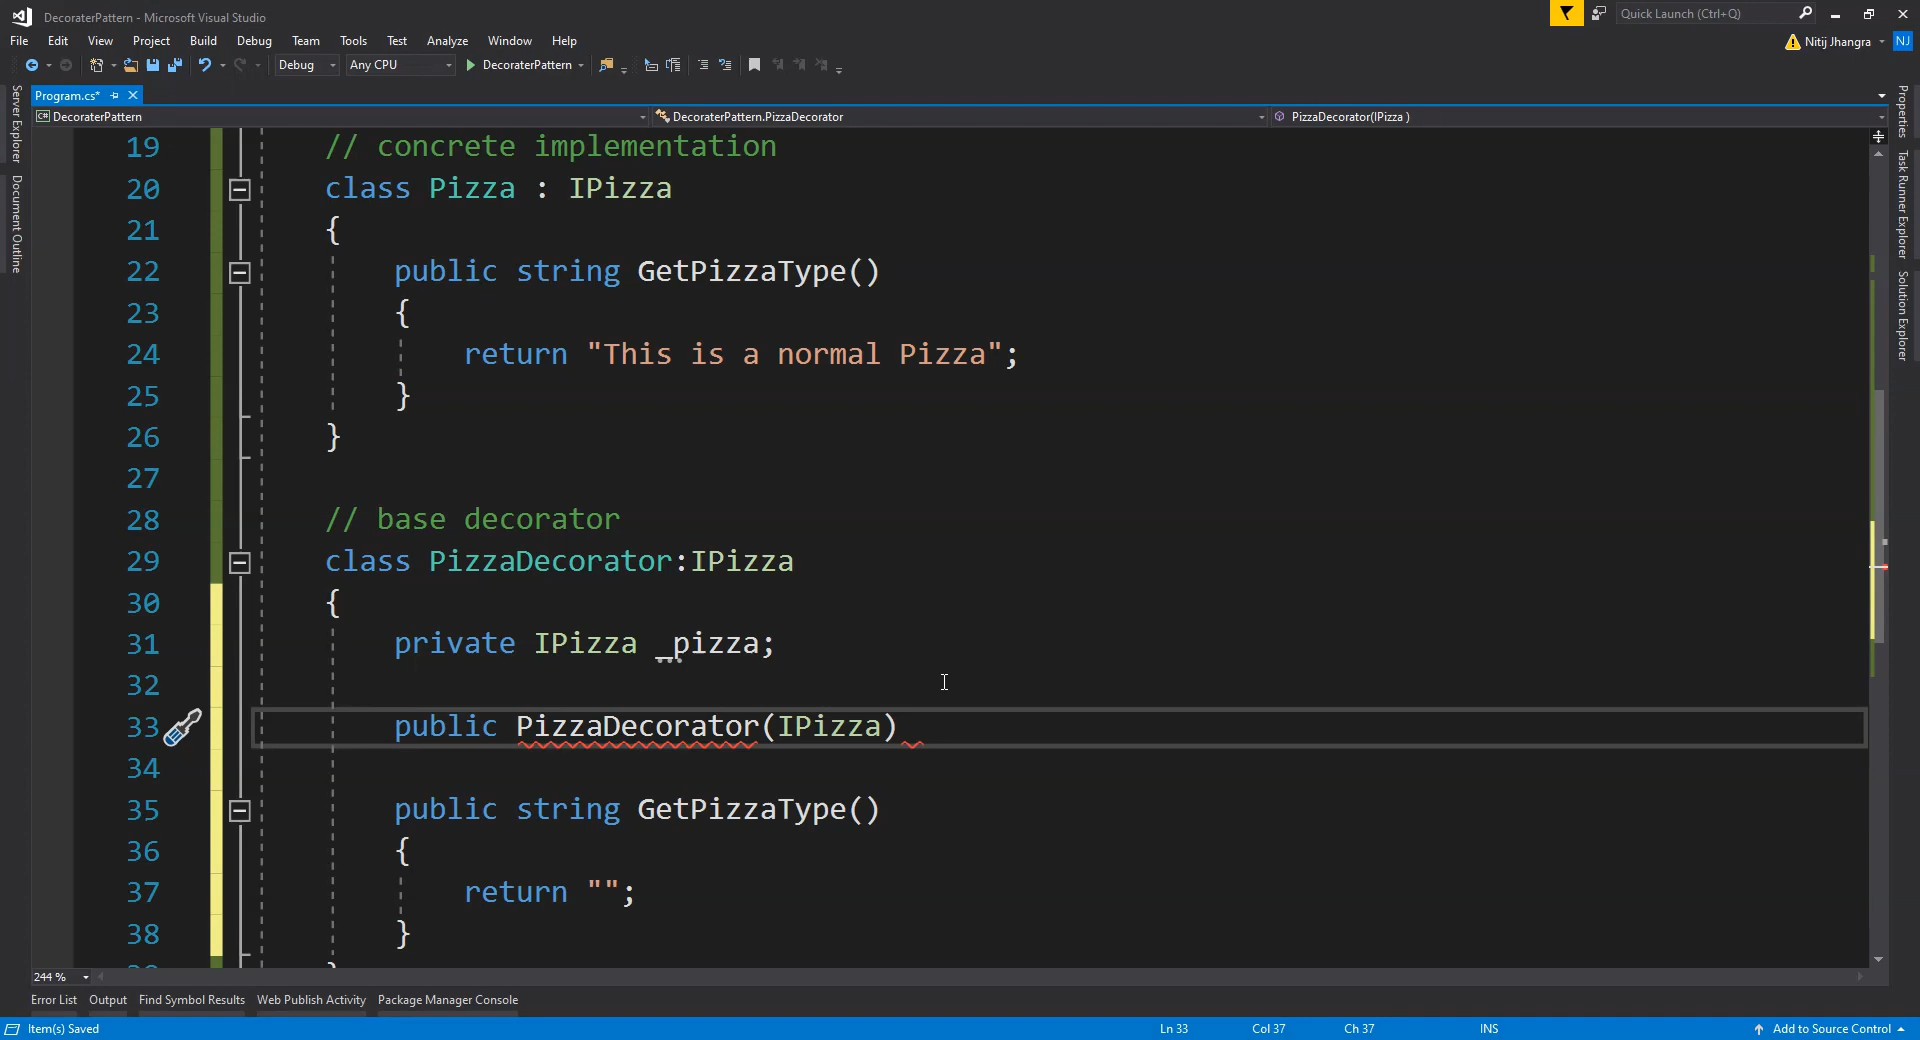 DecoraterPattern - Microsoft Visual Studio
Quick Launch (Ctrl+Q)
File Edit View Project Build Debug Team Tools Test Analyze Window Help
Nitij Jhangra NJ
Debug Any CPU DecoraterPattern
Server Explorer
Document Outline
Program.cs*
DecoraterPattern DecoraterPattern.PizzaDecorator PizzaDecorator(IPizza )
19 // concrete implementation
20 class Pizza : IPizza
21 {
22 public string GetPizzaType()
23 {
24 return "This is a normal Pizza";
25 }
26 }
27
28 // base decorator
29 class PizzaDecorator:IPizza
30 {
31 private IPizza _pizza;
32
33 public PizzaDecorator(IPizza)
34
35 public string GetPizzaType()
36 {
37 return "";
38 }
Properties
Task Runner Explorer
Solution Explorer
244 %
Error List Output Find Symbol Results Web Publish Activity Package Manager Console
Item(s) Saved Ln 33 Col 37 Ch 37 INS Add to Source Control